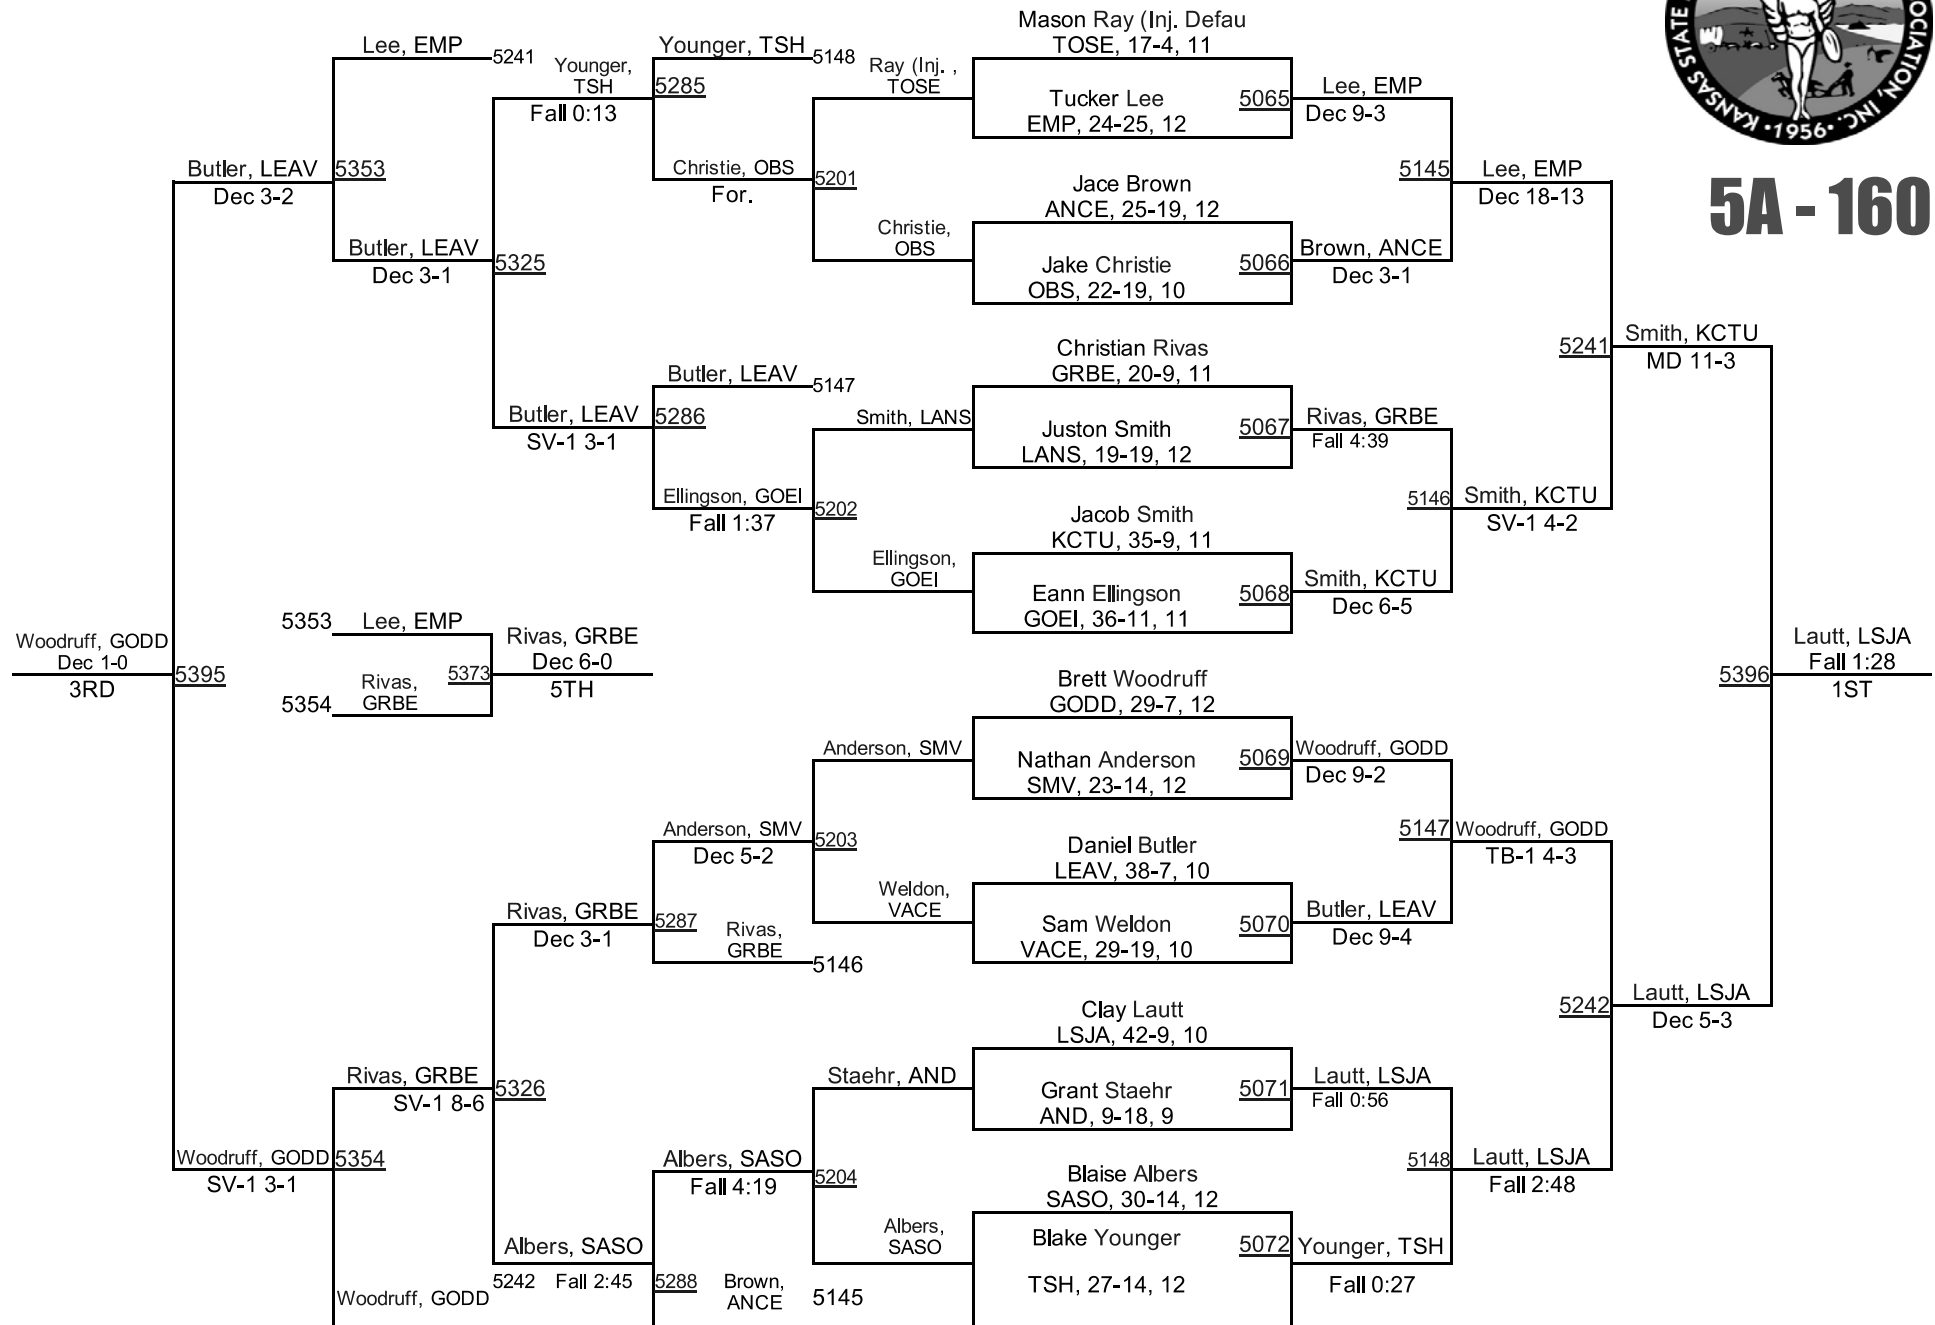 Mason Ray (Inj. Defau
TOSE, 17-4, 11
Tucker Lee
EMP, 24-25, 12
Jace Brown
ANCE, 25-19, 12
Jake Christie
OBS, 22-19, 10
Christian Rivas
GRBE, 20-9, 11
Juston Smith
LANS, 19-19, 12
Jacob Smith
KCTU, 35-9, 11
Eann Ellingson
GOEI, 36-11, 11
Brett Woodruff
GODD, 29-7, 12
Nathan Anderson
SMV, 23-14, 12
Daniel Butler
LEAV, 38-7, 10
Sam Weldon
VACE, 29-19, 10
Clay Lautt
LSJA, 42-9, 10
Grant Staehr
AND, 9-18, 9
Blaise Albers
SASO, 30-14, 12
Blake Younger
TSH, 27-14, 12
5065
Lee, EMP
Dec 9-3
5066
Brown, ANCE
Dec 3-1
5067
Rivas, GRBE
Fall 4:39
5068
Smith, KCTU
Dec 6-5
5069
Woodruff, GODD
Dec 9-2
5070
Butler, LEAV
Dec 9-4
5071
Lautt, LSJA
Fall 0:56
5072
Younger, TSH
Fall 0:27
5145
Lee, EMP
Dec 18-13
5146
Smith, KCTU
SV-1 4-2
5147
Woodruff, GODD
TB-1 4-3
5148
Lautt, LSJA
Fall 2:48
5241
Smith, KCTU
MD 11-3
5242
Lautt, LSJA
Dec 5-3
5396
Lautt, LSJA
Fall 1:28
1ST
KANSAS STATE
OCIATION, INC.
•1956•
5A - 160
Ray (Inj. ,
TOSE
Christie,
OBS
Smith, LANS
Ellingson,
GOEI
Anderson, SMV
Weldon,
VACE
Staehr, AND
Albers,
SASO
Younger, TSH
5148
5201
Christie, OBS
For.
Butler, LEAV
5147
5202
Ellingson, GOEI
Fall 1:37
5203
Anderson, SMV
Dec 5-2
Rivas,
GRBE
5146
5204
Albers, SASO
Fall 4:19
Brown,
ANCE
5145
5285
Younger,
TSH
Fall 0:13
5286
Butler, LEAV
SV-1 3-1
5287
Rivas, GRBE
Dec 3-1
5288
Albers, SASO
Fall 2:45
Lee, EMP
5241
5325
Butler, LEAV
Dec 3-1
5326
Rivas, GRBE
SV-1 8-6
Woodruff, GODD
5242
5353
Butler, LEAV
Dec 3-2
5354
Woodruff, GODD
SV-1 3-1
5353
Lee, EMP
5354
Rivas,
GRBE
5373
Rivas, GRBE
Dec 6-0
5TH
5395
Woodruff, GODD
Dec 1-0
3RD